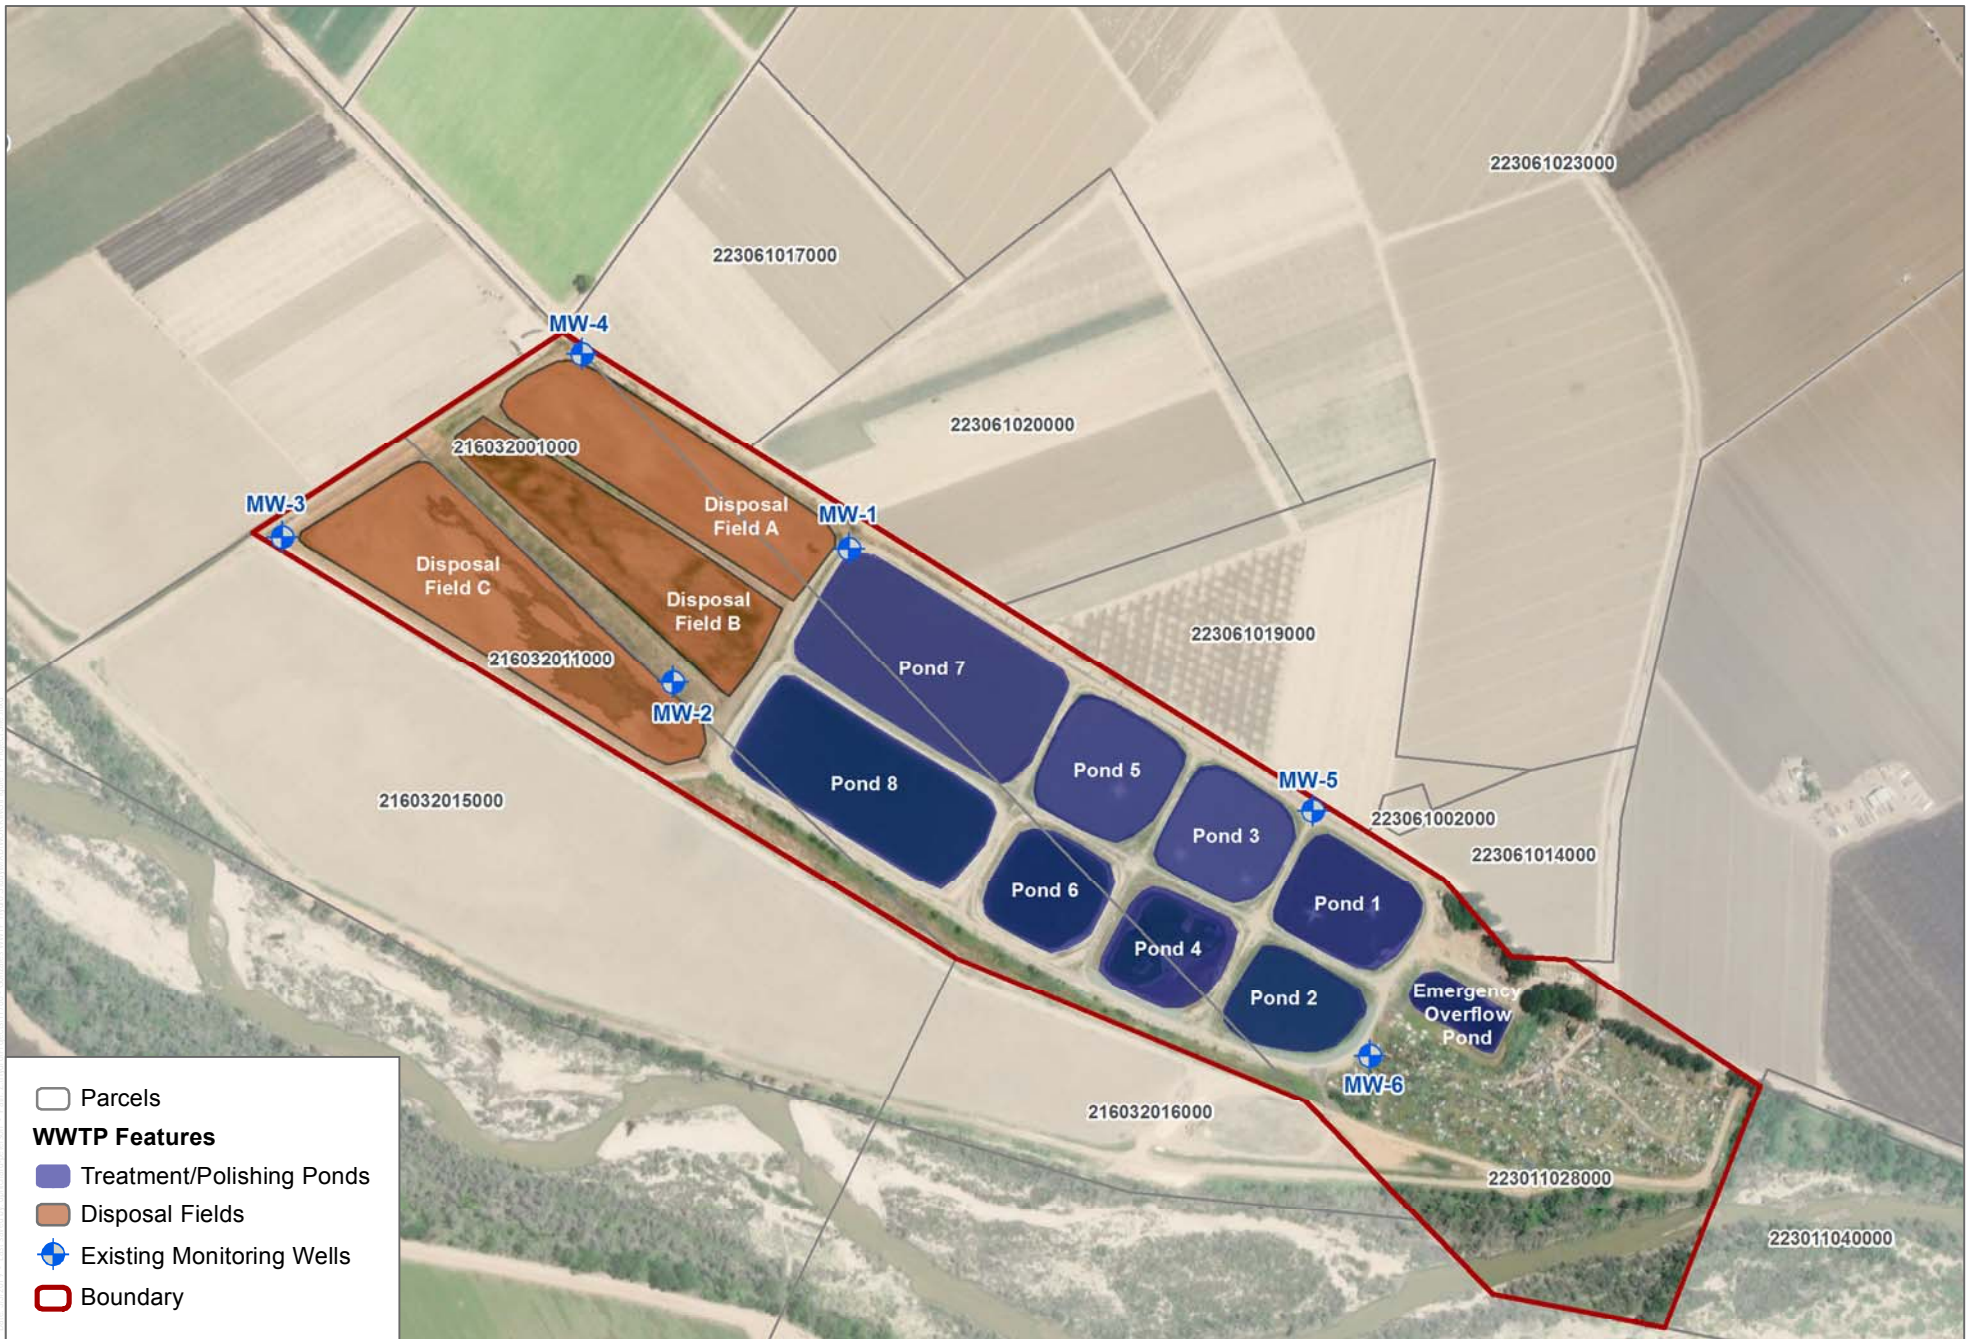 223061023000
223061017000
MW-4
223061020000
216032001000
MW-3
Disposal
Field A
MW-1
Disposal
Field C
Disposal
Field B
223061019000
216032011000
Pond 7
MW-2
Pond 5
MW-5
Pond 8
216032015000
223061002000
Pond 3
223061014000
Pond 6
Pond 1
Pond 4
Pond 2
Emergency
Overflow
Pond
MW-6
216032016000
223011028000
223011040000
Parcels
WWTP Features
Treatment/Polishing Ponds
Disposal Fields
Existing Monitoring Wells
Boundary